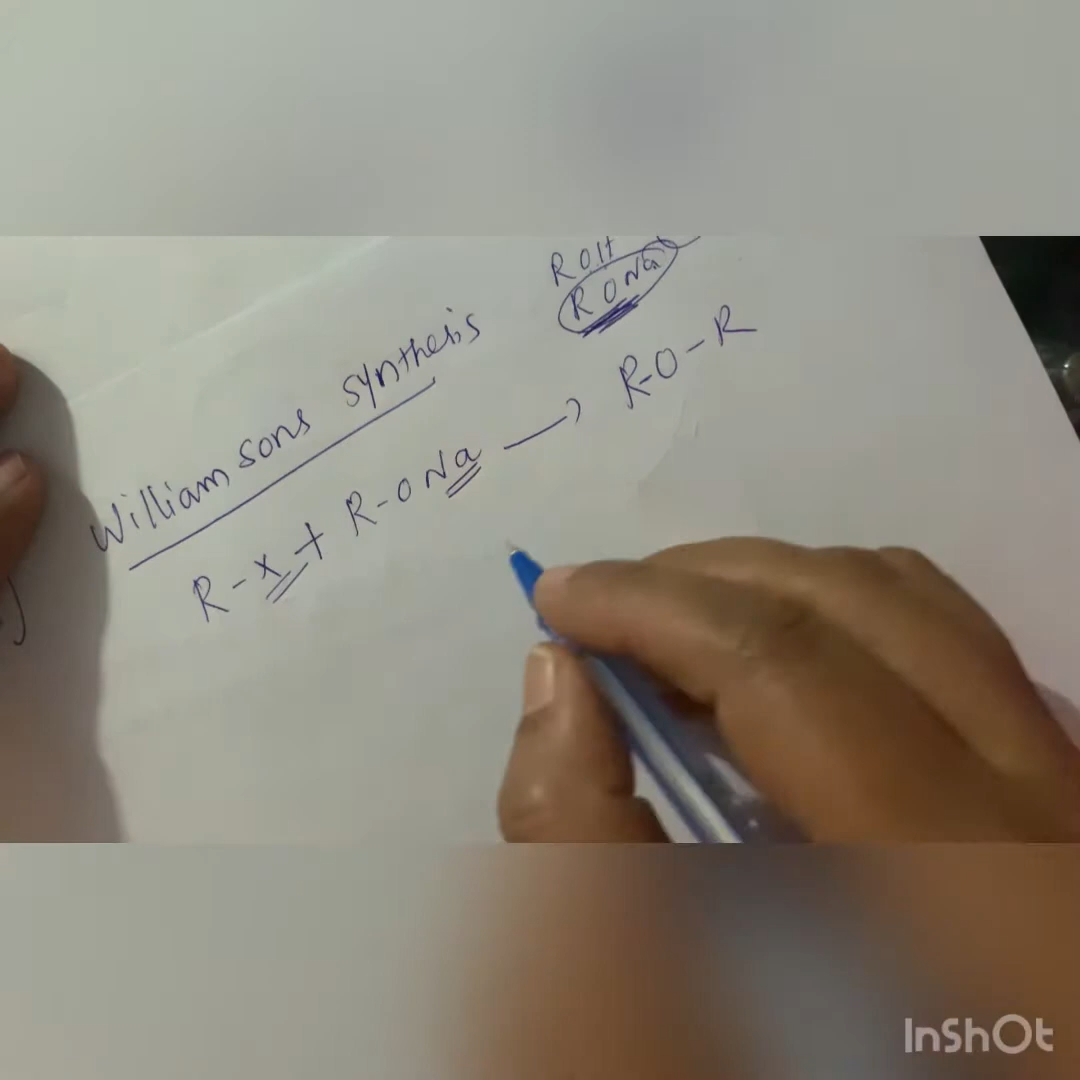 ROH
RONa
Williamsons synthesis
R-X + R-ONa → R-O-R
InShOt